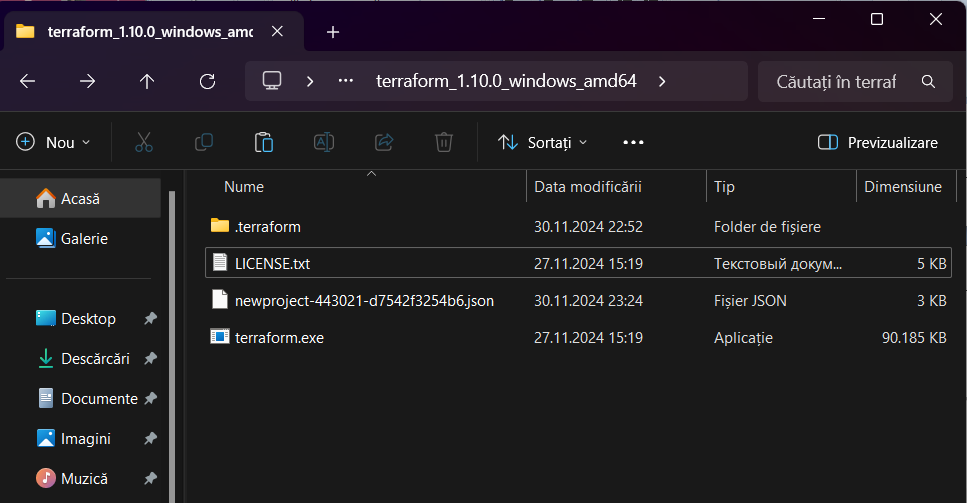 terraform_1.10.0_windows_amd
terraform_1.10.0_windows_amd64
Căutați în terraf
Nou
Sortați
Previzualizare
Nume Data modificării Tip Dimensiune
Acasă
Galerie
Desktop
Descărcări
Documente
Imagini
Muzică
.terraform 30.11.2024 22:52 Folder de fișiere
LICENSE.txt 27.11.2024 15:19 Текстовый докум... 5 KB
newproject-443021-d7542f3254b6.json 30.11.2024 23:24 Fișier JSON 3 KB
terraform.exe 27.11.2024 15:19 Aplicație 90.185 KB